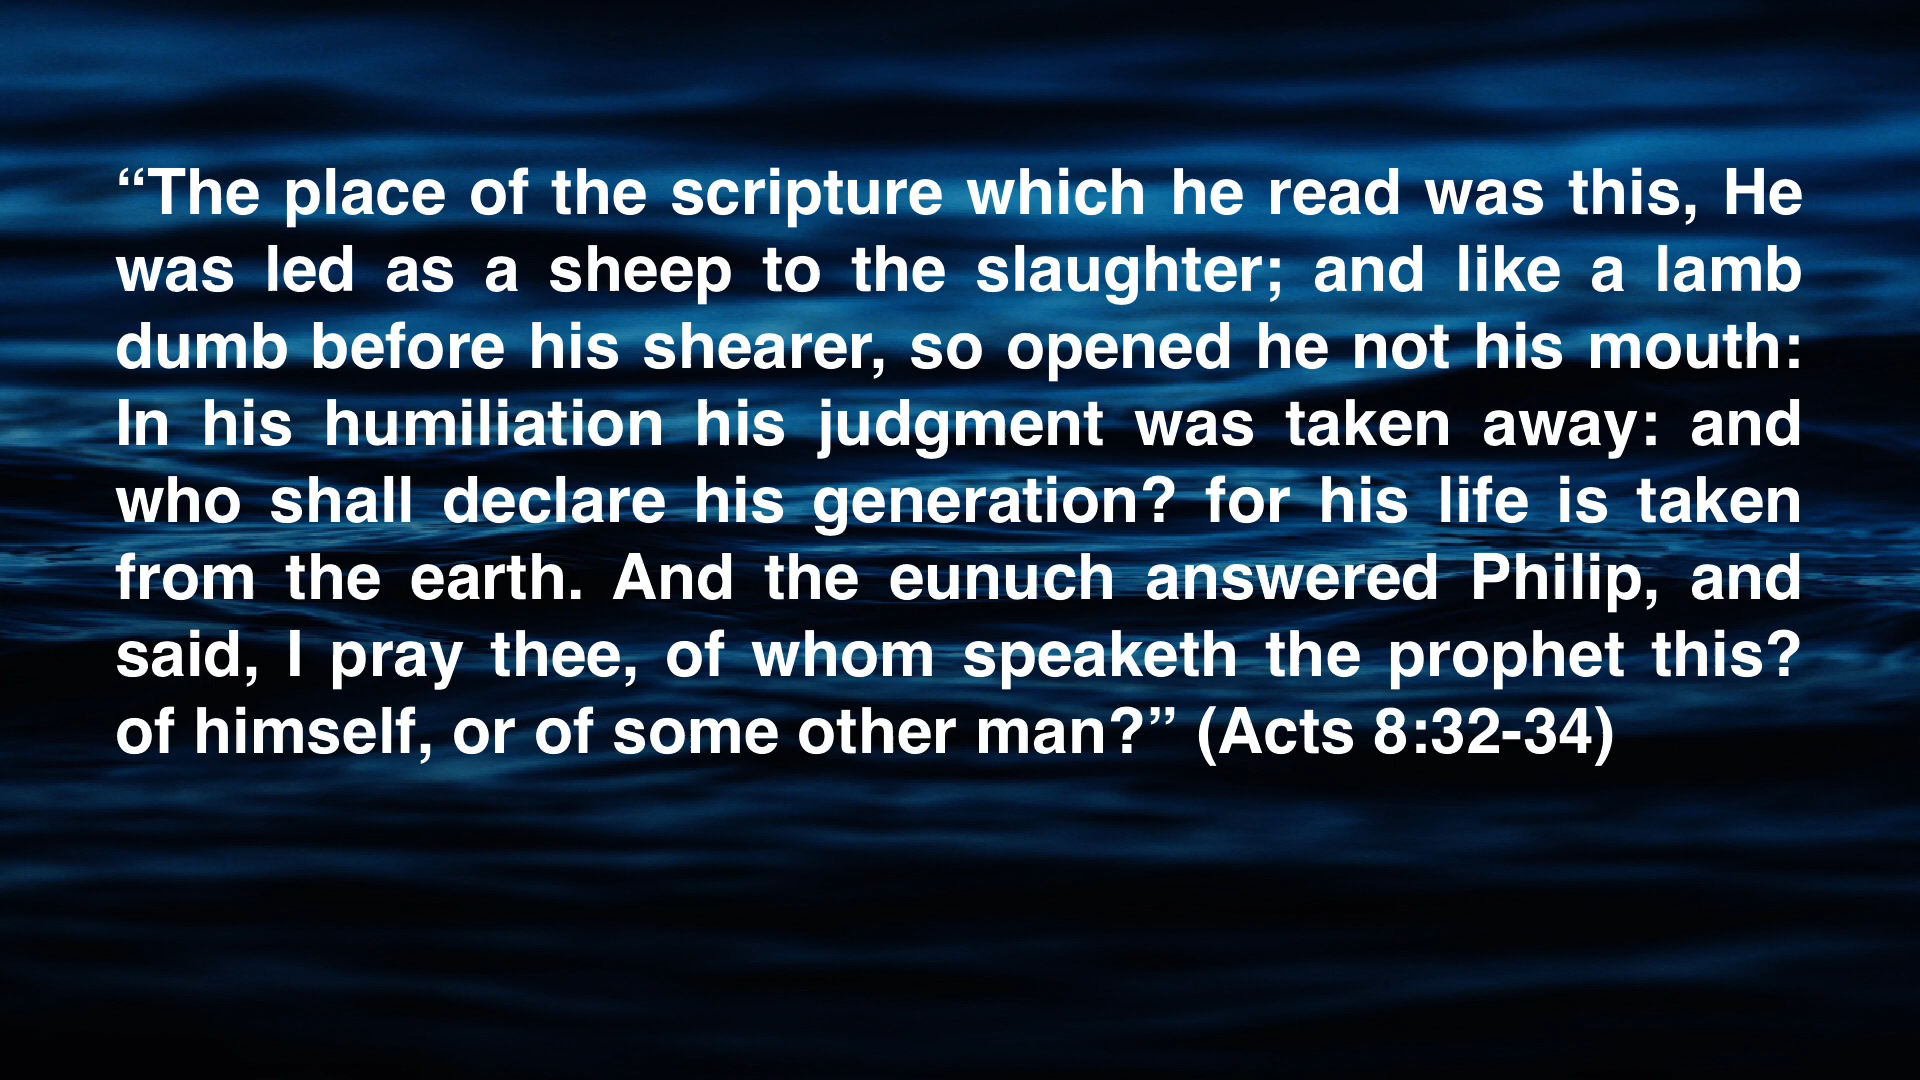 “The place of the scripture which he read was this, He
was led as a sheep to the slaughter; and like a lamb
dumb before his shearer, so opened he not his mouth:
In his humiliation his judgment was taken away: and
who shall declare his generation? for his life is taken
from the earth. And the eunuch answered Philip, and
said, I pray thee, of whom speaketh the prophet this?
of himself, or of some other man?” (Acts 8:32-34)